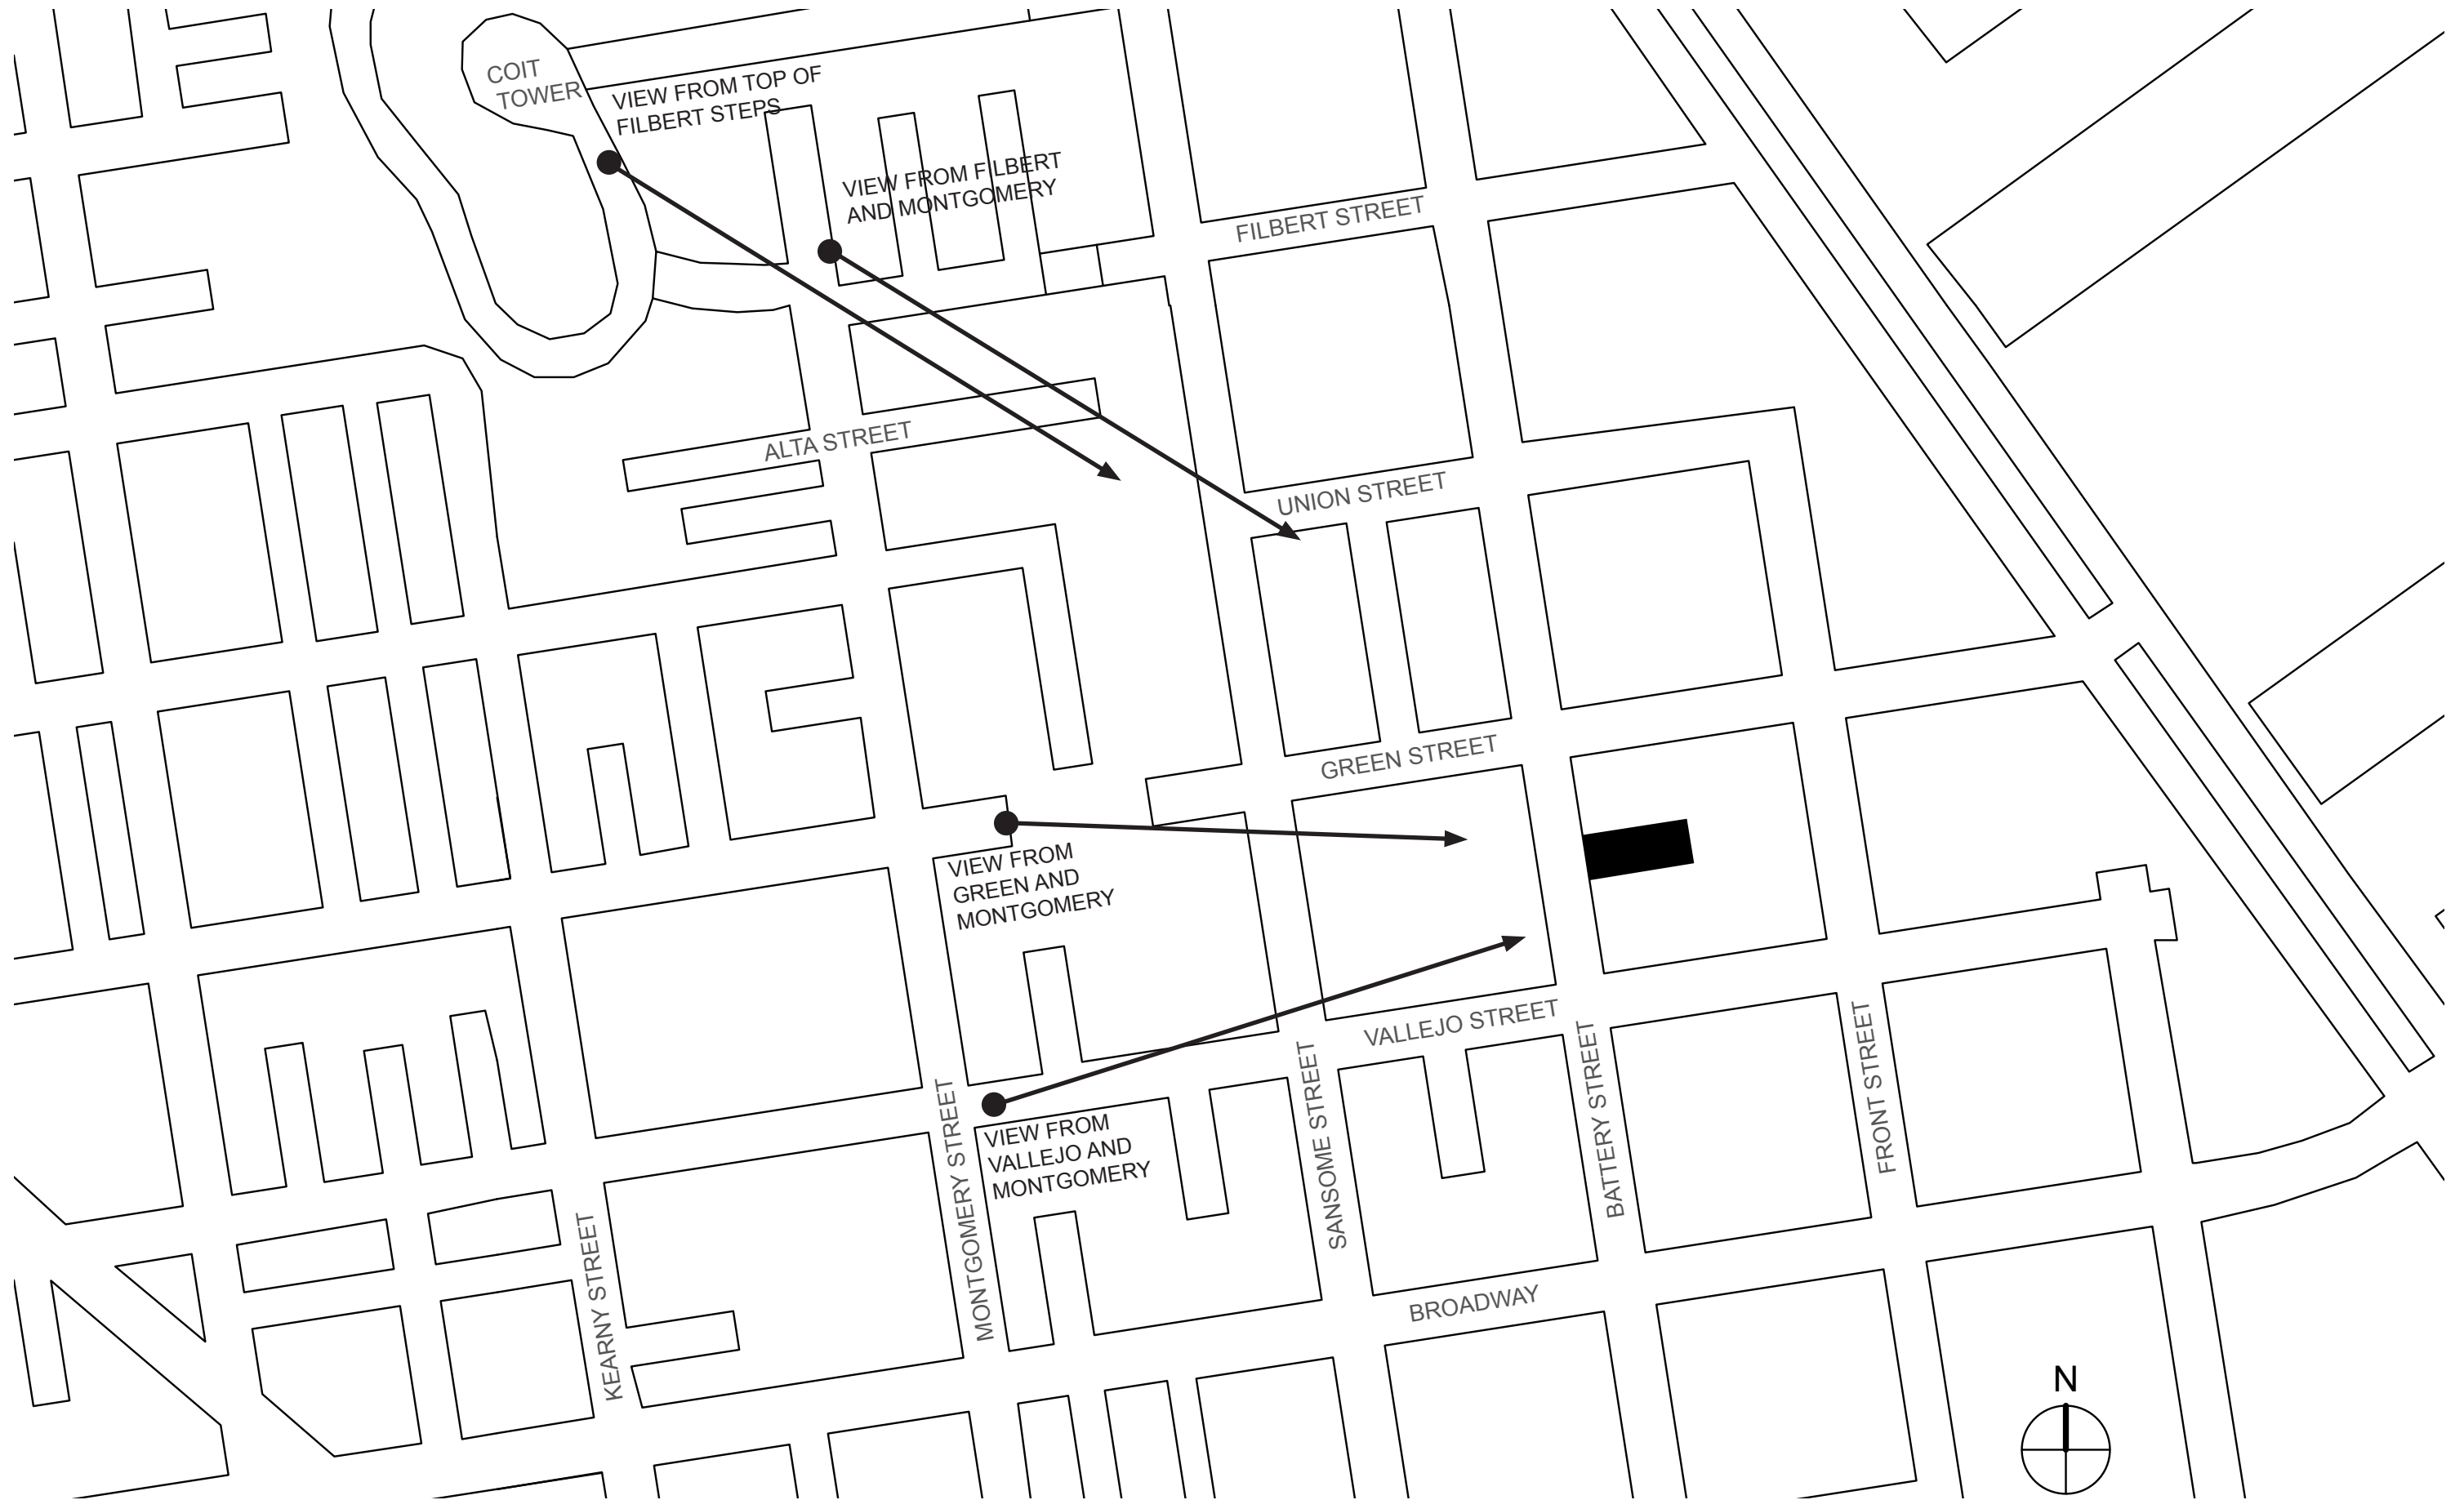 COIT
TOWER
VIEW FROM TOP OF
FILBERT STEPS
VIEW FROM FILBERT
AND MONTGOMERY
FILBERT STREET
ALTA STREET
UNION STREET
GREEN STREET
VIEW FROM
GREEN AND
MONTGOMERY
VALLEJO STREET
VIEW FROM
VALLEJO AND
MONTGOMERY
KEARNY STREET
MONTGOMERY STREET
SANSOME STREET
BATTERY STREET
FRONT STREET
BROADWAY
N